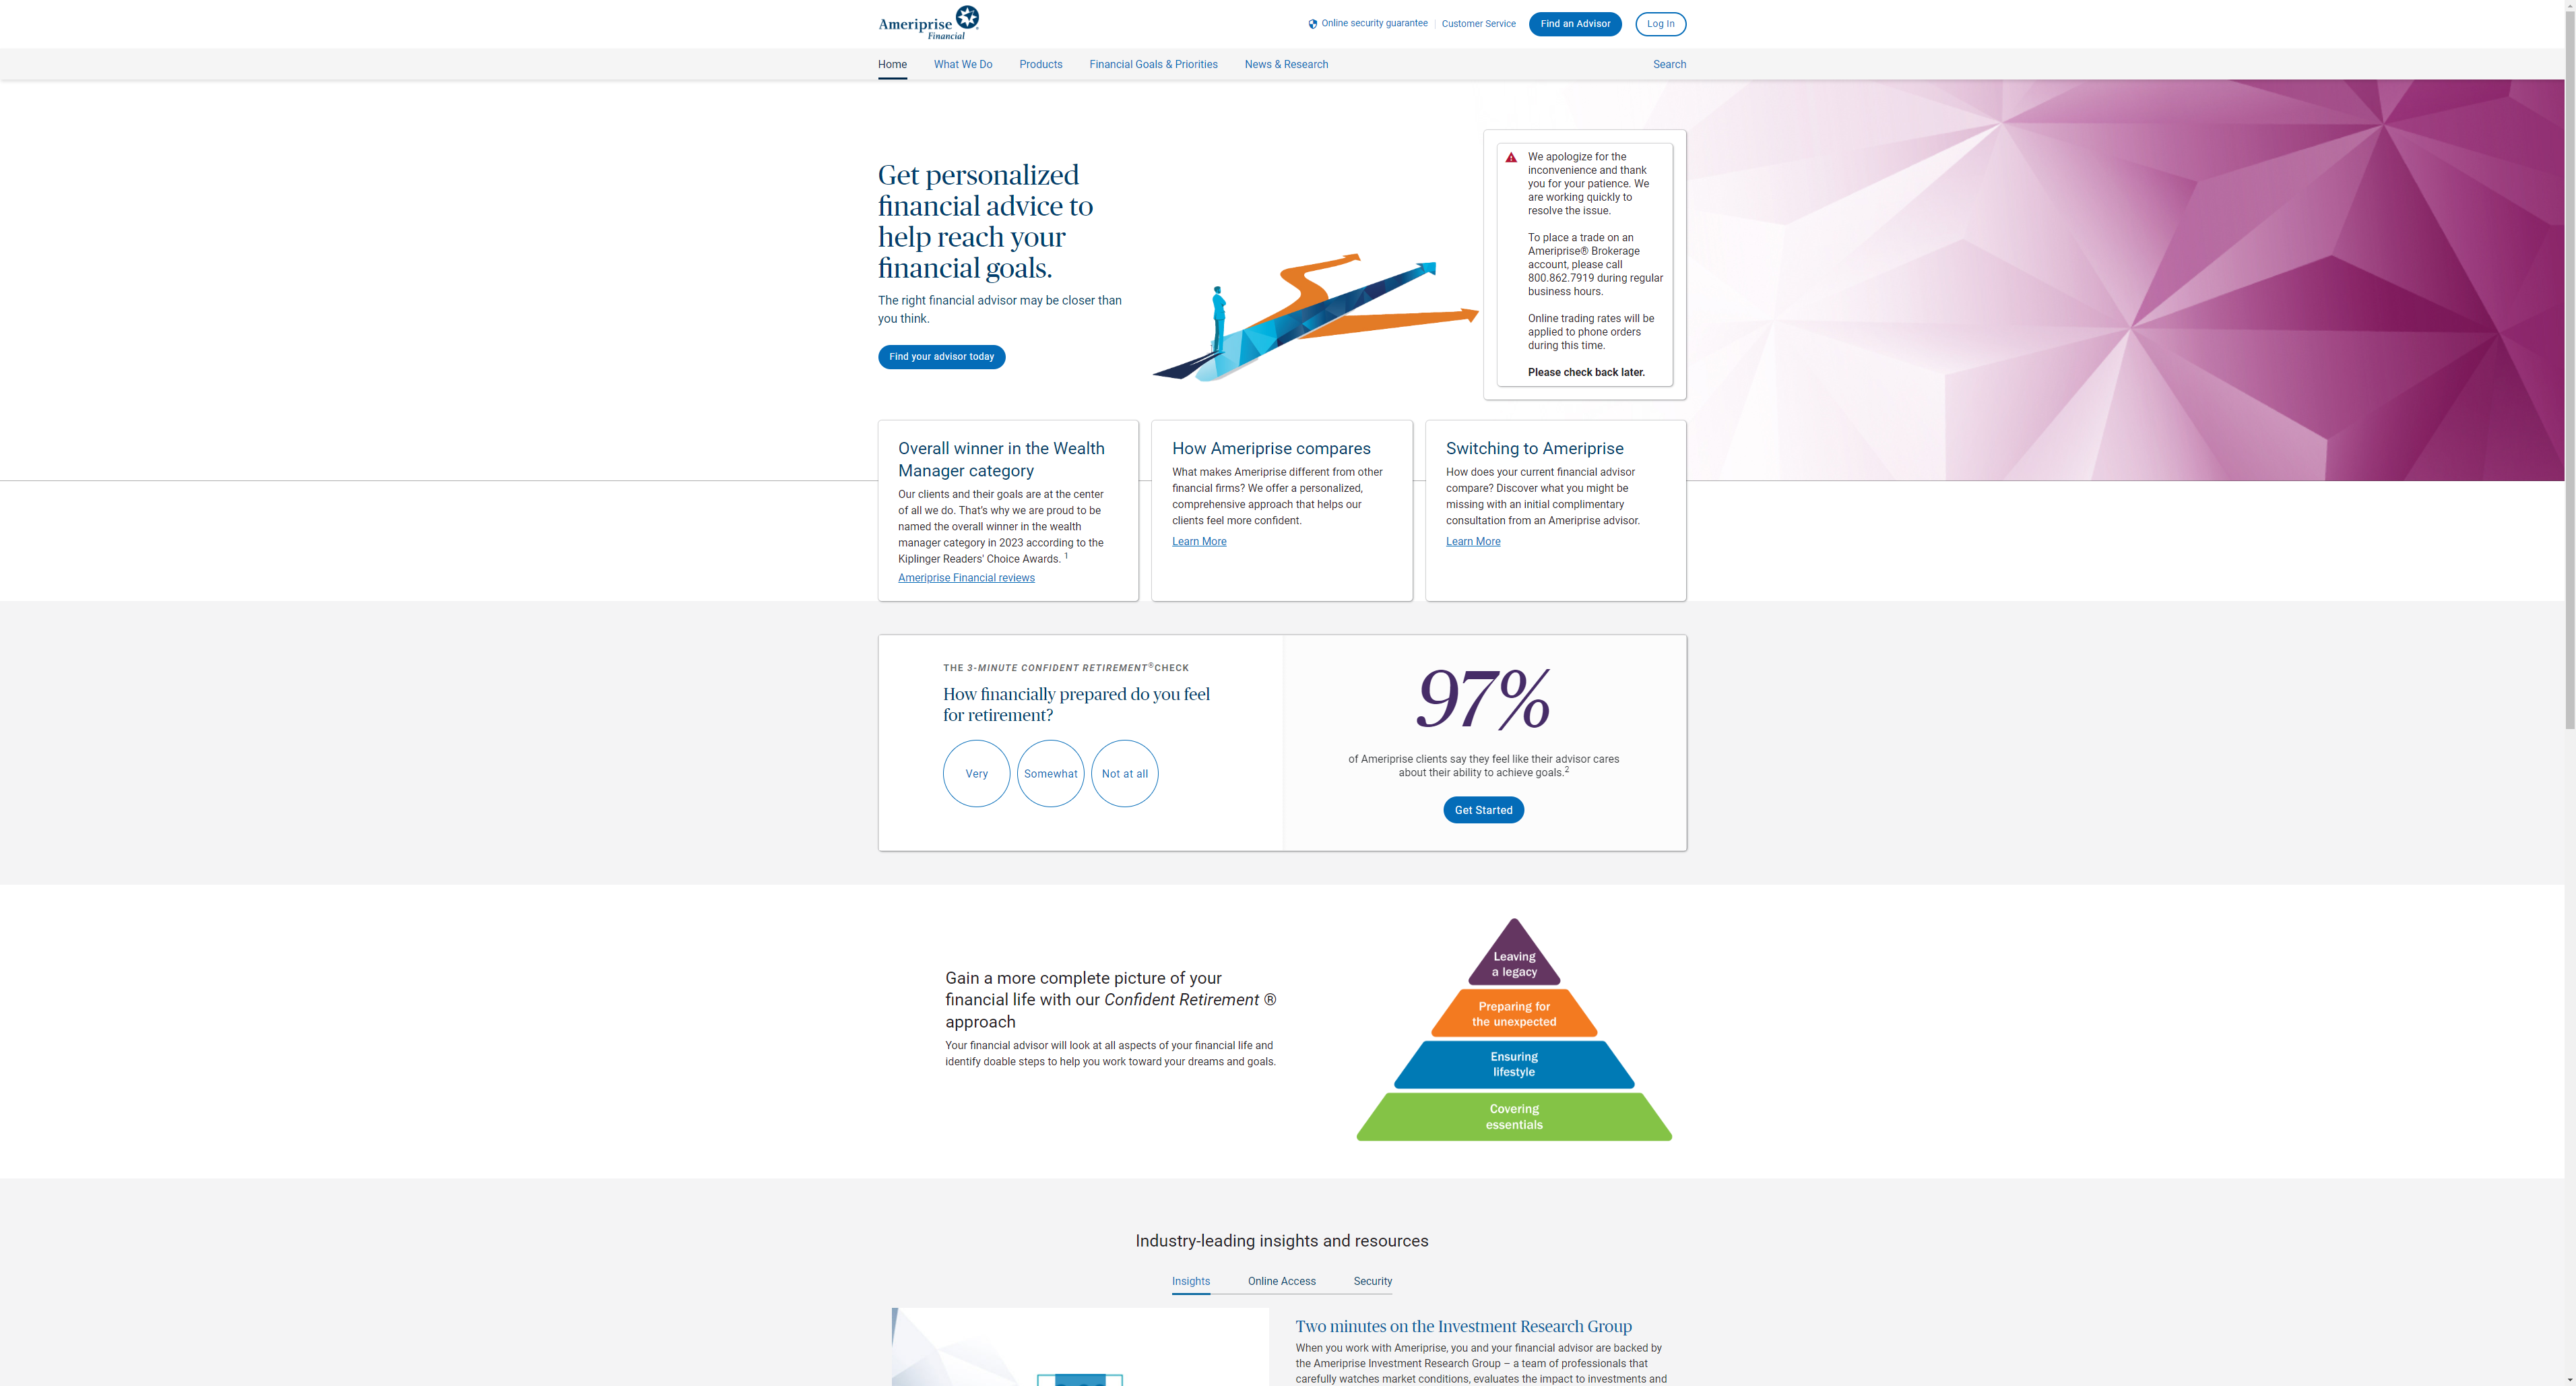 Ameriprise
Financial
Online security guarantee
Customer Service
Find an Advisor
Log In
Home
What We Do
Products
Financial Goals & Priorities
News & Research
Search
Get personalized
financial advice to
help reach your
financial goals.
The right financial advisor may be closer than
you think.
Find your advisor today
We apologize for the
inconvenience and thank
you for your patience. We
are working quickly to
resolve the issue.
To place a trade on an
Ameriprise® Brokerage
account, please call
800.862.7919 during regular
business hours.
Online trading rates will be
applied to phone orders
during this time.
Please check back later.
Overall winner in the Wealth
Manager category
Our clients and their goals are at the center
of all we do. That's why we are proud to be
named the overall winner in the wealth
manager category in 2023 according to the
Kiplinger Readers' Choice Awards. 1
Ameriprise Financial reviews
How Ameriprise compares
What makes Ameriprise different from other
financial firms? We offer a personalized,
comprehensive approach that helps our
clients feel more confident.
Learn More
Switching to Ameriprise
How does your current financial advisor
compare? Discover what you might be
missing with an initial complimentary
consultation from an Ameriprise advisor.
Learn More
THE 3-MINUTE CONFIDENT RETIREMENT®CHECK
How financially prepared do you feel
for retirement?
Very
Somewhat
Not at all
97%
of Ameriprise clients say they feel like their advisor cares
about their ability to achieve goals.2
Get Started
Gain a more complete picture of your
financial life with our Confident Retirement ®
approach
Your financial advisor will look at all aspects of your financial life and
identify doable steps to help you work toward your dreams and goals.
Leaving
a legacy
Preparing for
the unexpected
Ensuring
lifestyle
Covering
essentials
Industry-leading insights and resources
Insights
Online Access
Security
Two minutes on the Investment Research Group
When you work with Ameriprise, you and your financial advisor are backed by
the Ameriprise Investment Research Group – a team of professionals that
carefully watches market conditions, evaluates the impact to investments and